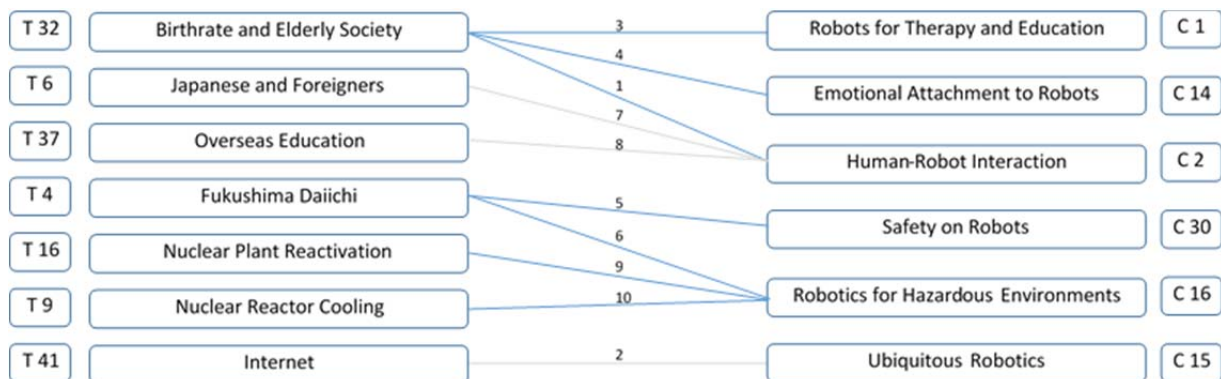 T 32 Birthrate and Elderly Society 3 Robots for Therapy and Education C 1
4
T 6 Japanese and Foreigners 1 Emotional Attachment to Robots C 14
7
T 37 Overseas Education 8 Human-Robot Interaction C 2
T 4 Fukushima Daiichi 5 Safety on Robots C 30
6
T 16 Nuclear Plant Reactivation 9
T 9 Nuclear Reactor Cooling 10 Robotics for Hazardous Environments C 16
T 41 Internet 2 Ubiquitous Robotics C 15